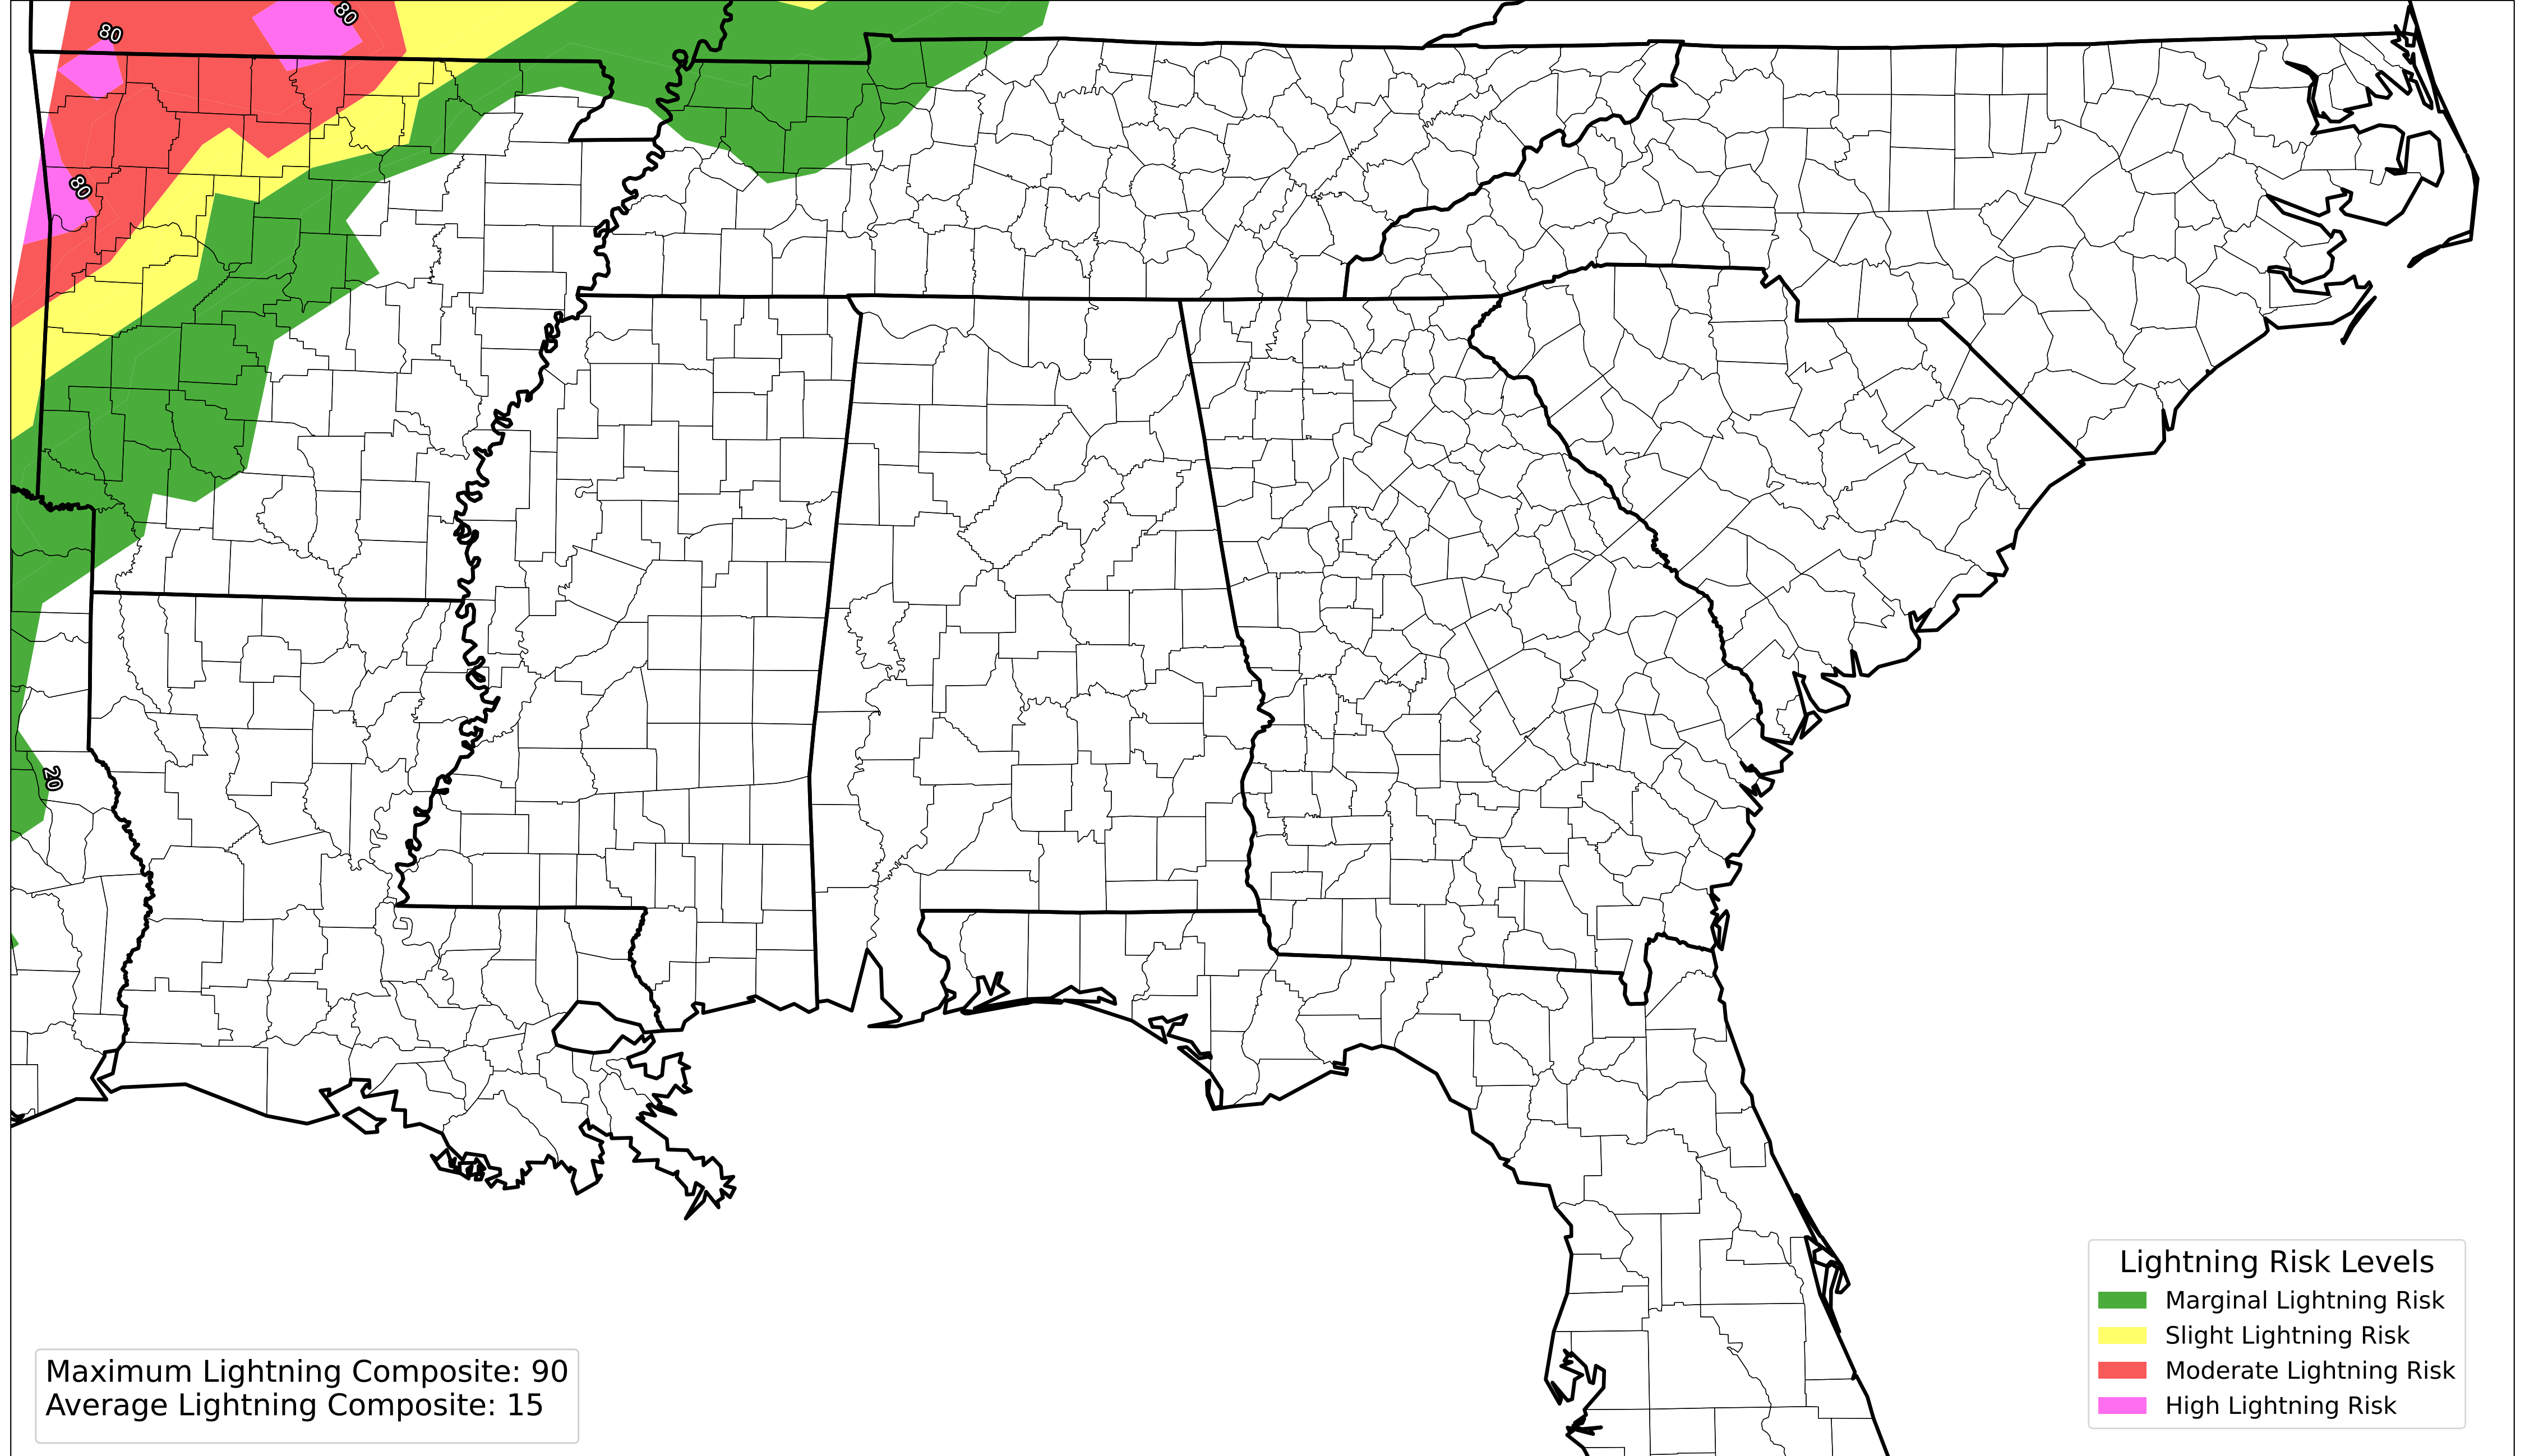 80
80
80
20
Lightning Risk Levels
Marginal Lightning Risk
Slight Lightning Risk
Moderate Lightning Risk
High Lightning Risk
Maximum Lightning Composite: 90
Average Lightning Composite: 15